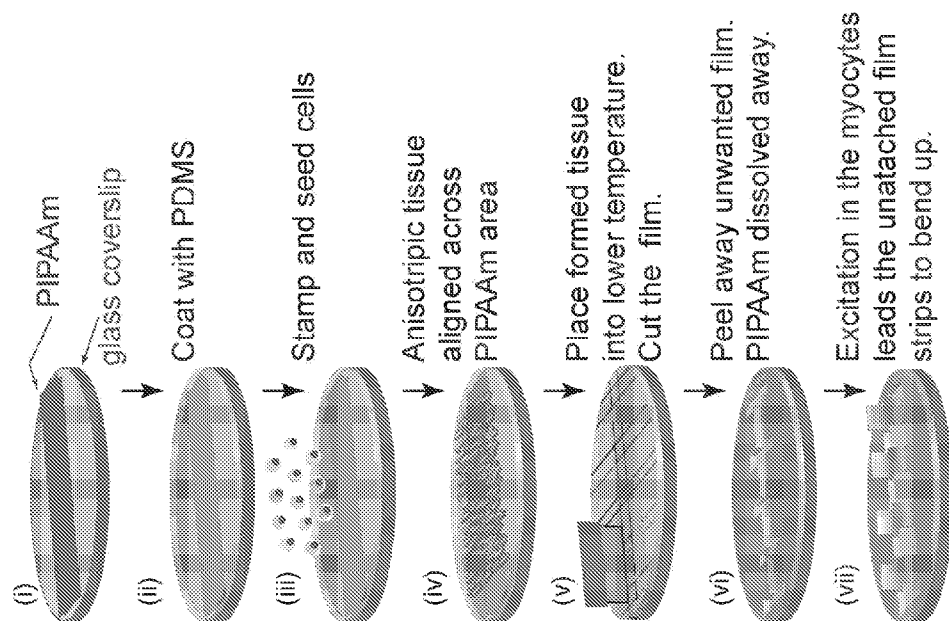 (i)
PIPAAm
glass coverslip
(ii)
Coat with PDMS
(iii)
Stamp and seed cells
(iv)
Anisotripic tissue
aligned across
PIPAAm area
(v)
Place formed tissue
into lower temperature.
Cut the film.
(vi)
Peel away unwanted film.
PIPAAm dissolved away.
(vii)
Excitation in the myocytes
leads the unatached film
strips to bend up.